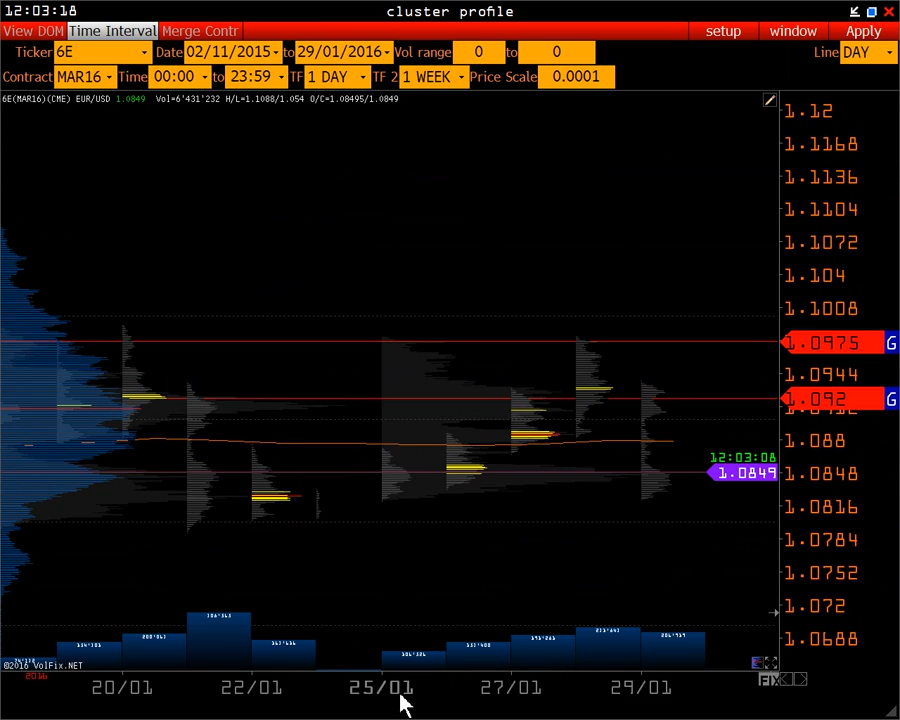 12:03:18 cluster profile
View DOM Time Interval Merge Contr setup window Apply
Ticker 6E Date 02/11/2015 to 29/01/2016 Vol range 0 to 0 Line DAY
Contract MAR16 Time 00:00 to 23:59 TF 1 DAY TF 2 1 WEEK Price Scale 0.0001
6E(MAR16)(CME) EUR/USD 1.0849 Vol=6'431'232 H/L=1.1088/1.054 O/C=1.08495/1.0849
1.12
1.1168
1.1136
1.1104
1.1072
1.104
1.1008
1.0975 G
1.0944
1.092 G
1.088
12:03:08
1.0849 1.0848
1.0816
1.0784
1.0752
1.072
1.0688
©2016 VolFix.NET
2016 FIX
20/01 22/01 25/01 27/01 29/01